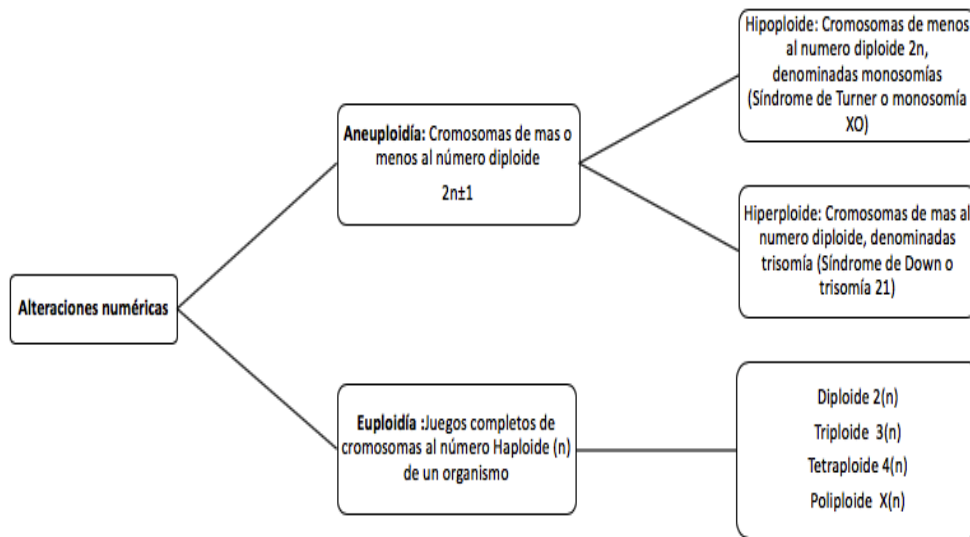 Hipoploide: Cromosomas de menos
al numero diploide 2n,
denominadas monosomías
(Síndrome de Turner o monosomía
XO)
Aneuploidía: Cromosomas de mas o
menos al número diploide
2n±1
Hiperploide: Cromosomas de mas al
numero diploide, denominadas
trisomía (Síndrome de Down o
trisomía 21)
Alteraciones numéricas
Euploidía :Juegos completos de
cromosomas al número Haploide (n)
de un organismo
Diploide 2(n)
Triploide 3(n)
Tetraploide 4(n)
Poliploide X(n)